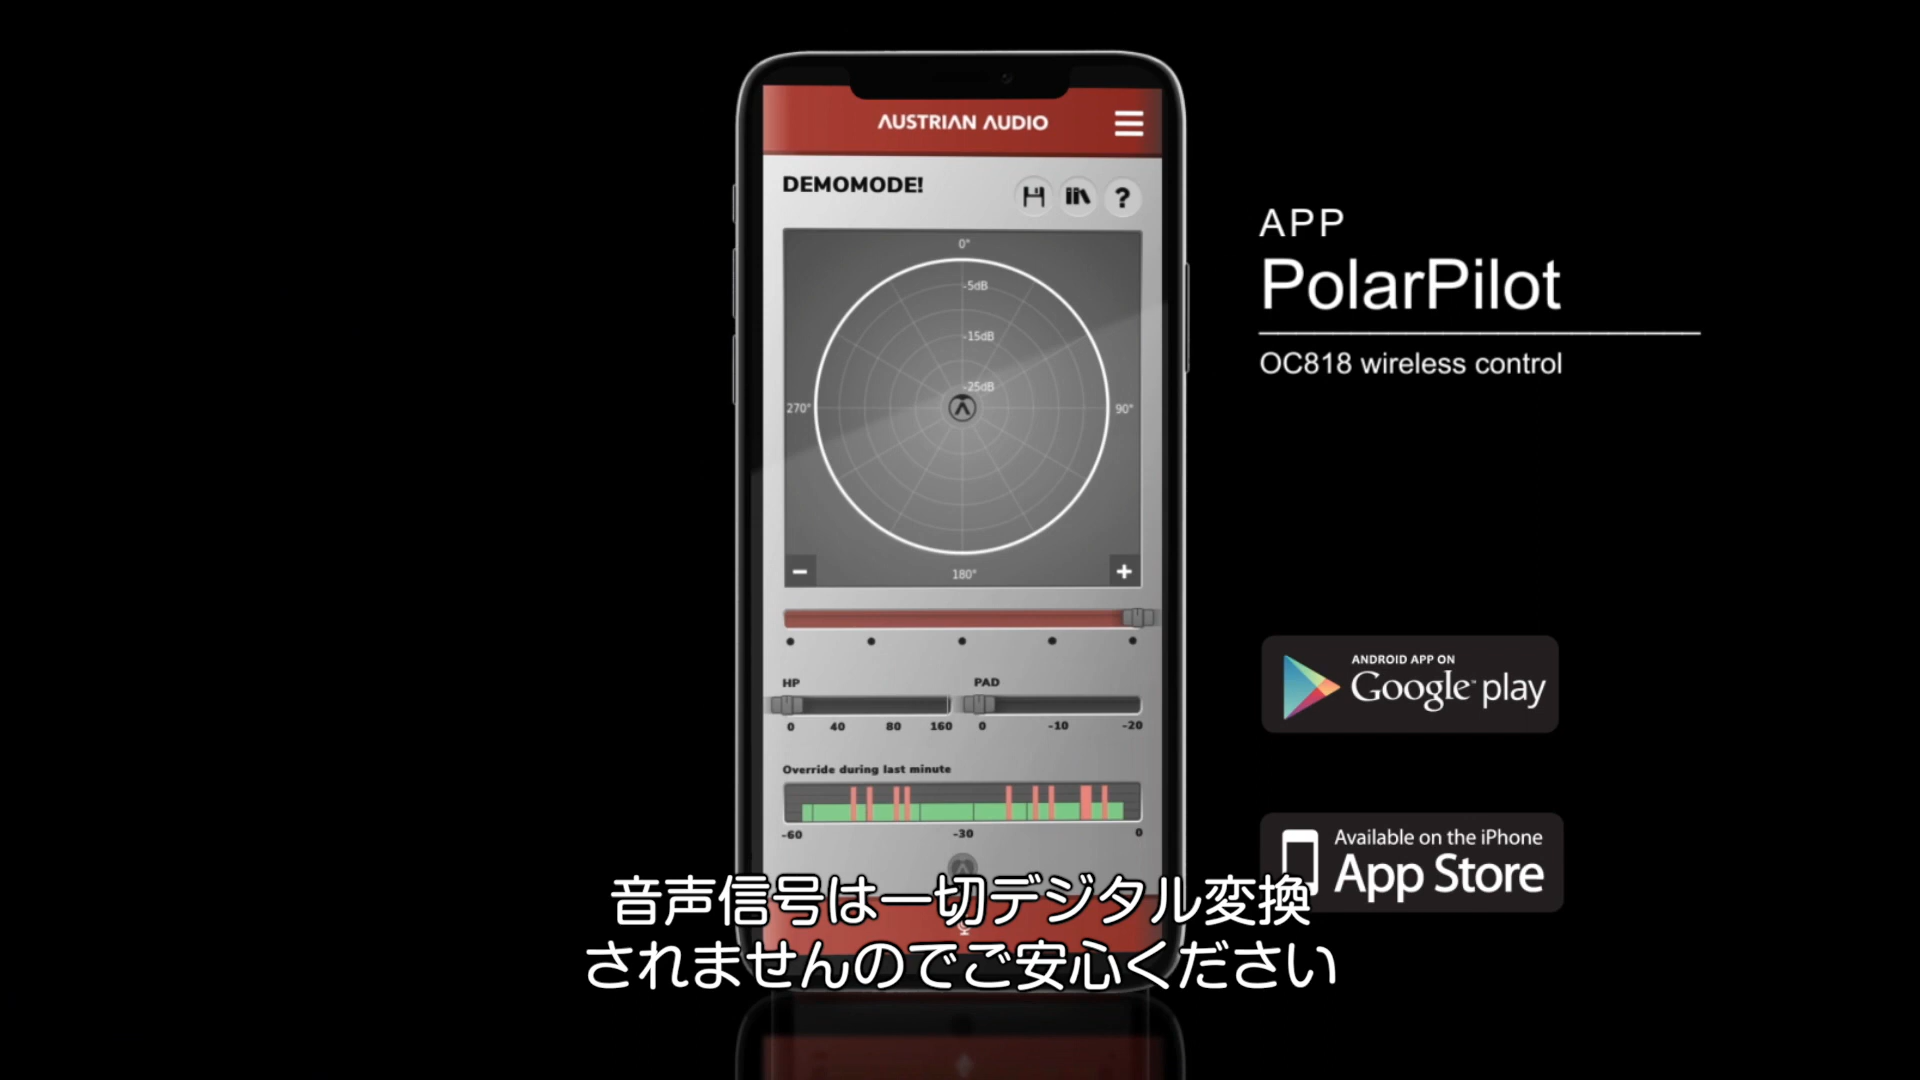 AUSTRIAN AUDIO
DEMOMODE!
?
0°
-5dB
-15dB
-25dB
270°
90°
180°
HP
PAD
0 40 80 160
0 -10 -20
Override during last minute
-60 -30 0
APP
PolarPilot
OC818 wireless control
ANDROID APP ON
Google play
Available on the iPhone
App Store
音声信号は一切デジタル変換
されませんのでご安心ください